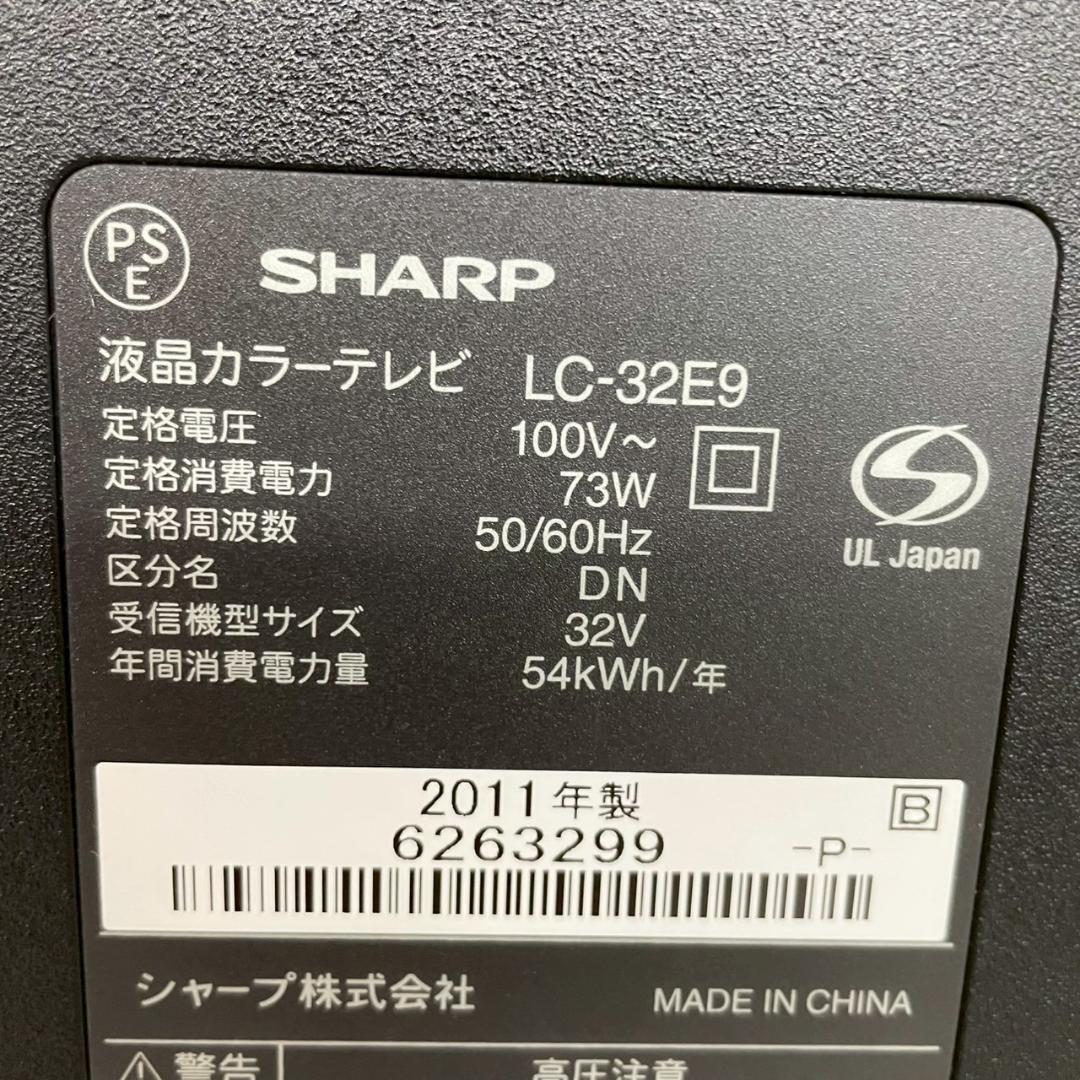 PS
E
SHARP
液晶カラーテレビ LC-32E9
定格電圧 100V～
定格消費電力 73W
定格周波数 50/60Hz
区分名 DN
受信機型サイズ 32V
年間消費電力量 54kWh/年
UL Japan
2011年製 B
6263299 -P-
シャープ株式会社 MADE IN CHINA
警告 高圧注意